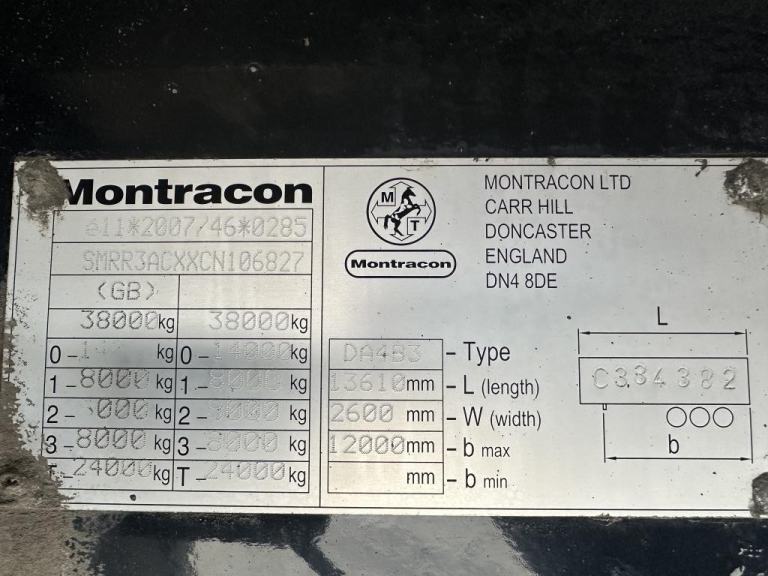 Montracon
e11*2007/46*0285
SMRR3ACXXCN106827
(GB)
38000kg 38000kg
0- kg 0-14000kg
1-8000kg 1-8000kg
2- 000kg 2-8000kg
3-8000kg 3-8000kg
T-24000kg T-24000kg
M T
Montracon
MONTRACON LTD
CARR HILL
DONCASTER
ENGLAND
DN4 8DE
DA4B3 - Type
13610mm - L (length)
2600 mm - W (width)
12000mm - b max
mm - b min
L
C334382
b